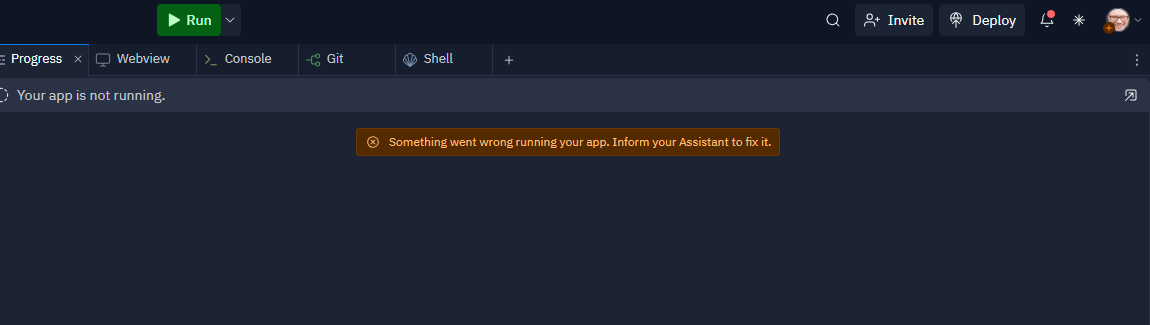 Run
Invite
Deploy
Progress
Webview
Console
Git
Shell
Your app is not running.
Something went wrong running your app. Inform your Assistant to fix it.